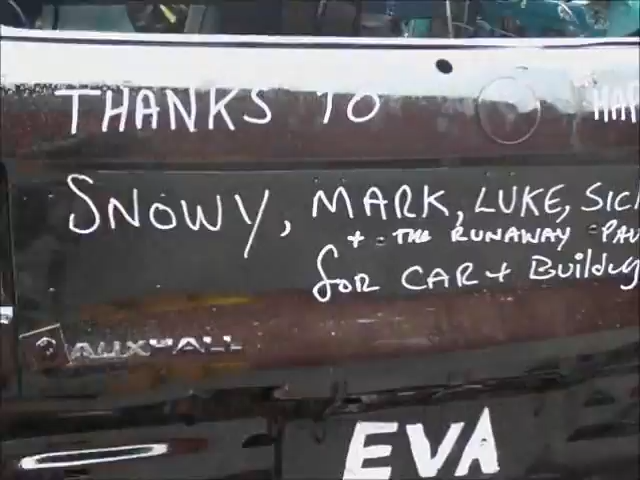 THANKS TO
SNOWY, MARK, LUKE,
+ THE RUNAWAY
for CAR + Building
VAUXHALL
EVA